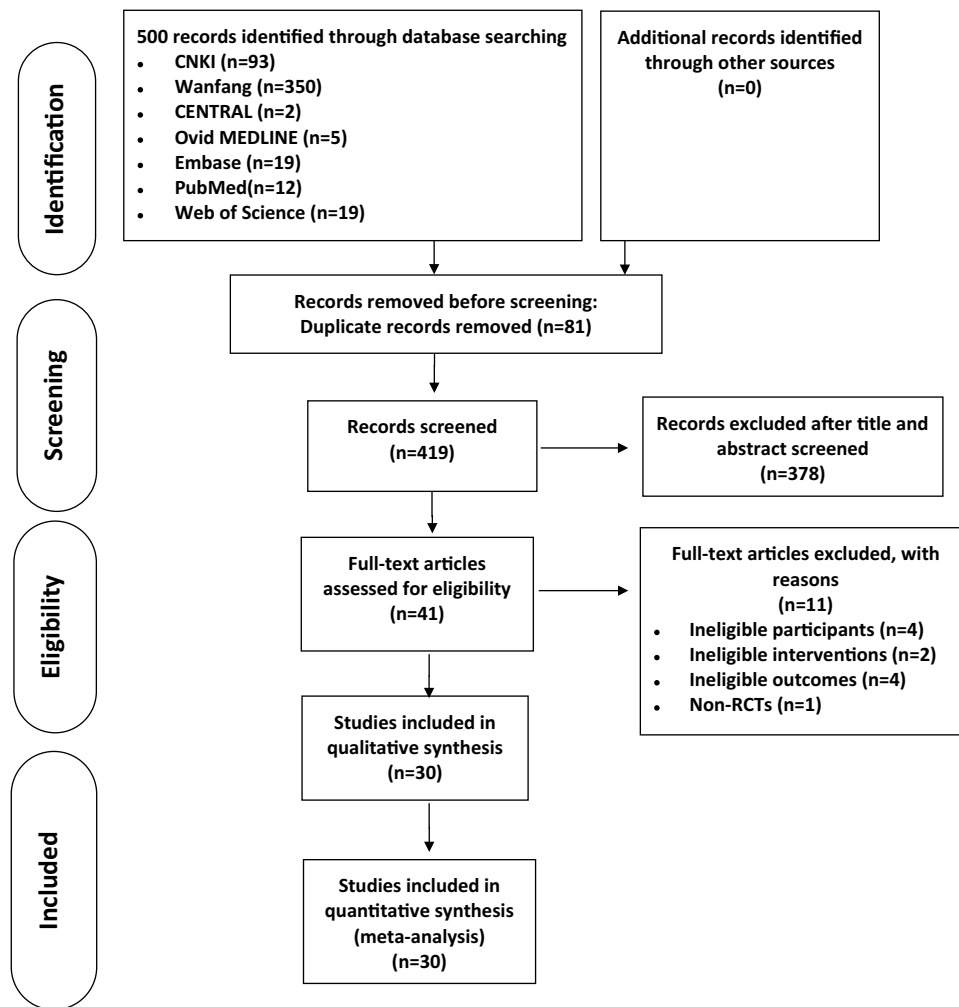 Identification
500 records identified through database searching
• CNKI (n=93)
• Wanfang (n=350)
• CENTRAL (n=2)
• Ovid MEDLINE (n=5)
• Embase (n=19)
• PubMed(n=12)
• Web of Science (n=19)
Additional records identified
through other sources
(n=0)
Records removed before screening:
Duplicate records removed (n=81)
Screening
Records screened
(n=419)
Records excluded after title and
abstract screened
(n=378)
Eligibility
Full-text articles
assessed for eligibility
(n=41)
Full-text articles excluded, with
reasons
(n=11)
• Ineligible participants (n=4)
• Ineligible interventions (n=2)
• Ineligible outcomes (n=4)
• Non-RCTs (n=1)
Studies included in
qualitative synthesis
(n=30)
Included
Studies included in
quantitative synthesis
(meta-analysis)
(n=30)